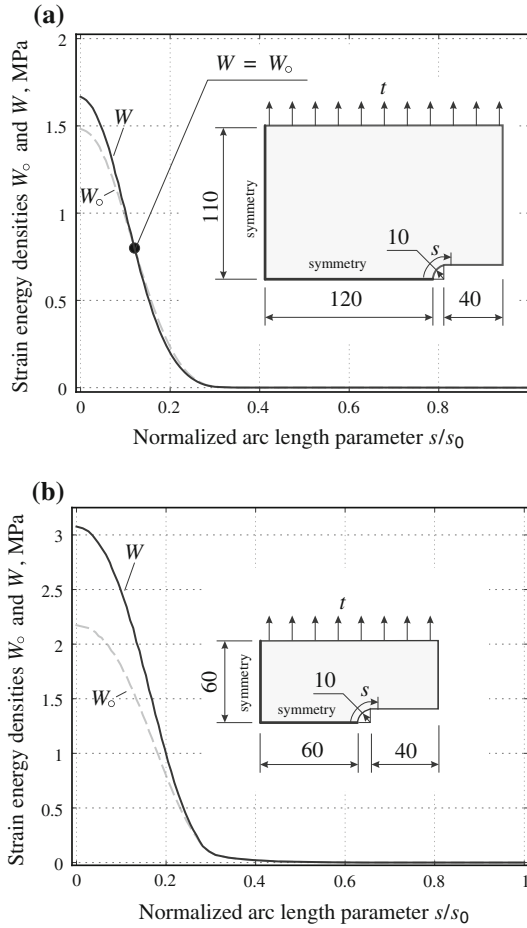 (a)
Strain energy densities W○ and W, MPa
2
1.5
1
0.5
0
W = W○
W
W○
t
110
symmetry
symmetry
10
s
120
40
0
0.2
0.4
0.6
0.8
Normalized arc length parameter s/s0
(b)
Strain energy densities W○ and W, MPa
3
2.5
2
1.5
1
0.5
0
W
W○
t
60
symmetry
symmetry
10
s
60
40
0
0.2
0.4
0.6
0.8
1
Normalized arc length parameter s/s0